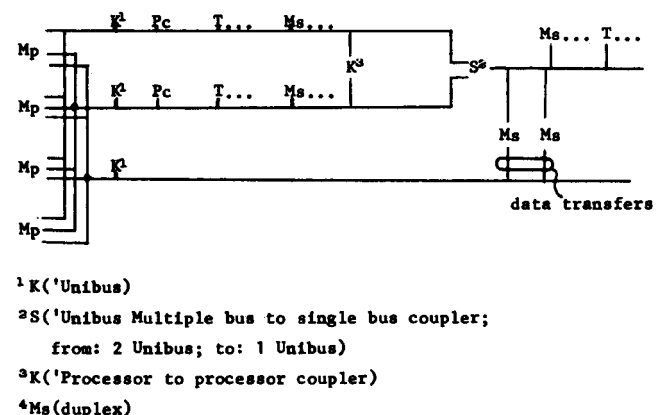 K¹ Pc T... Ms...
Ms... T...
Mp
K³ S²
K¹ Pc T... Ms...
Mp
Ms Ms
Mp K¹
data transfers
Mp
¹K('Unibus)
²S('Unibus Multiple bus to single bus coupler;
from: 2 Unibus; to: 1 Unibus)
³K('Processor to processor coupler)
⁴Ms(duplex)